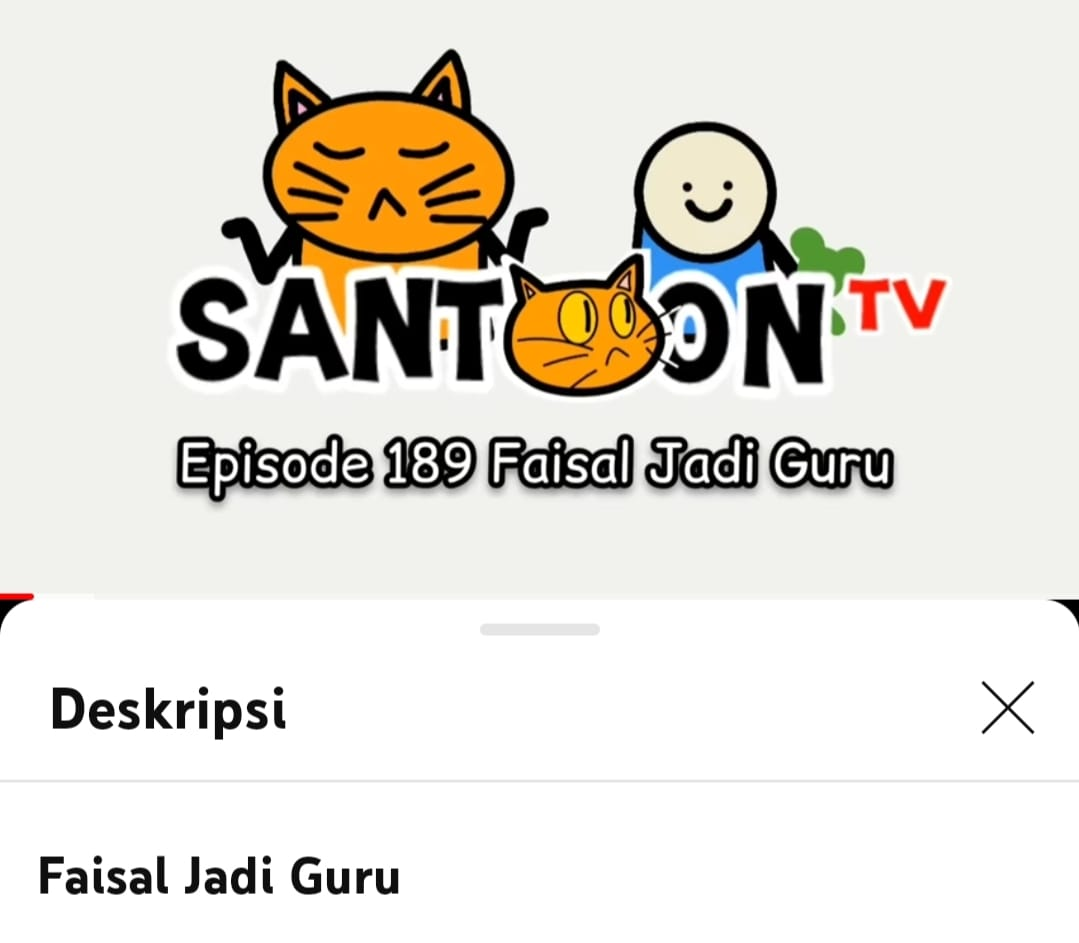 SANTOON TV
Episode 189 Faisal Jadi Guru
Deskripsi
Faisal Jadi Guru